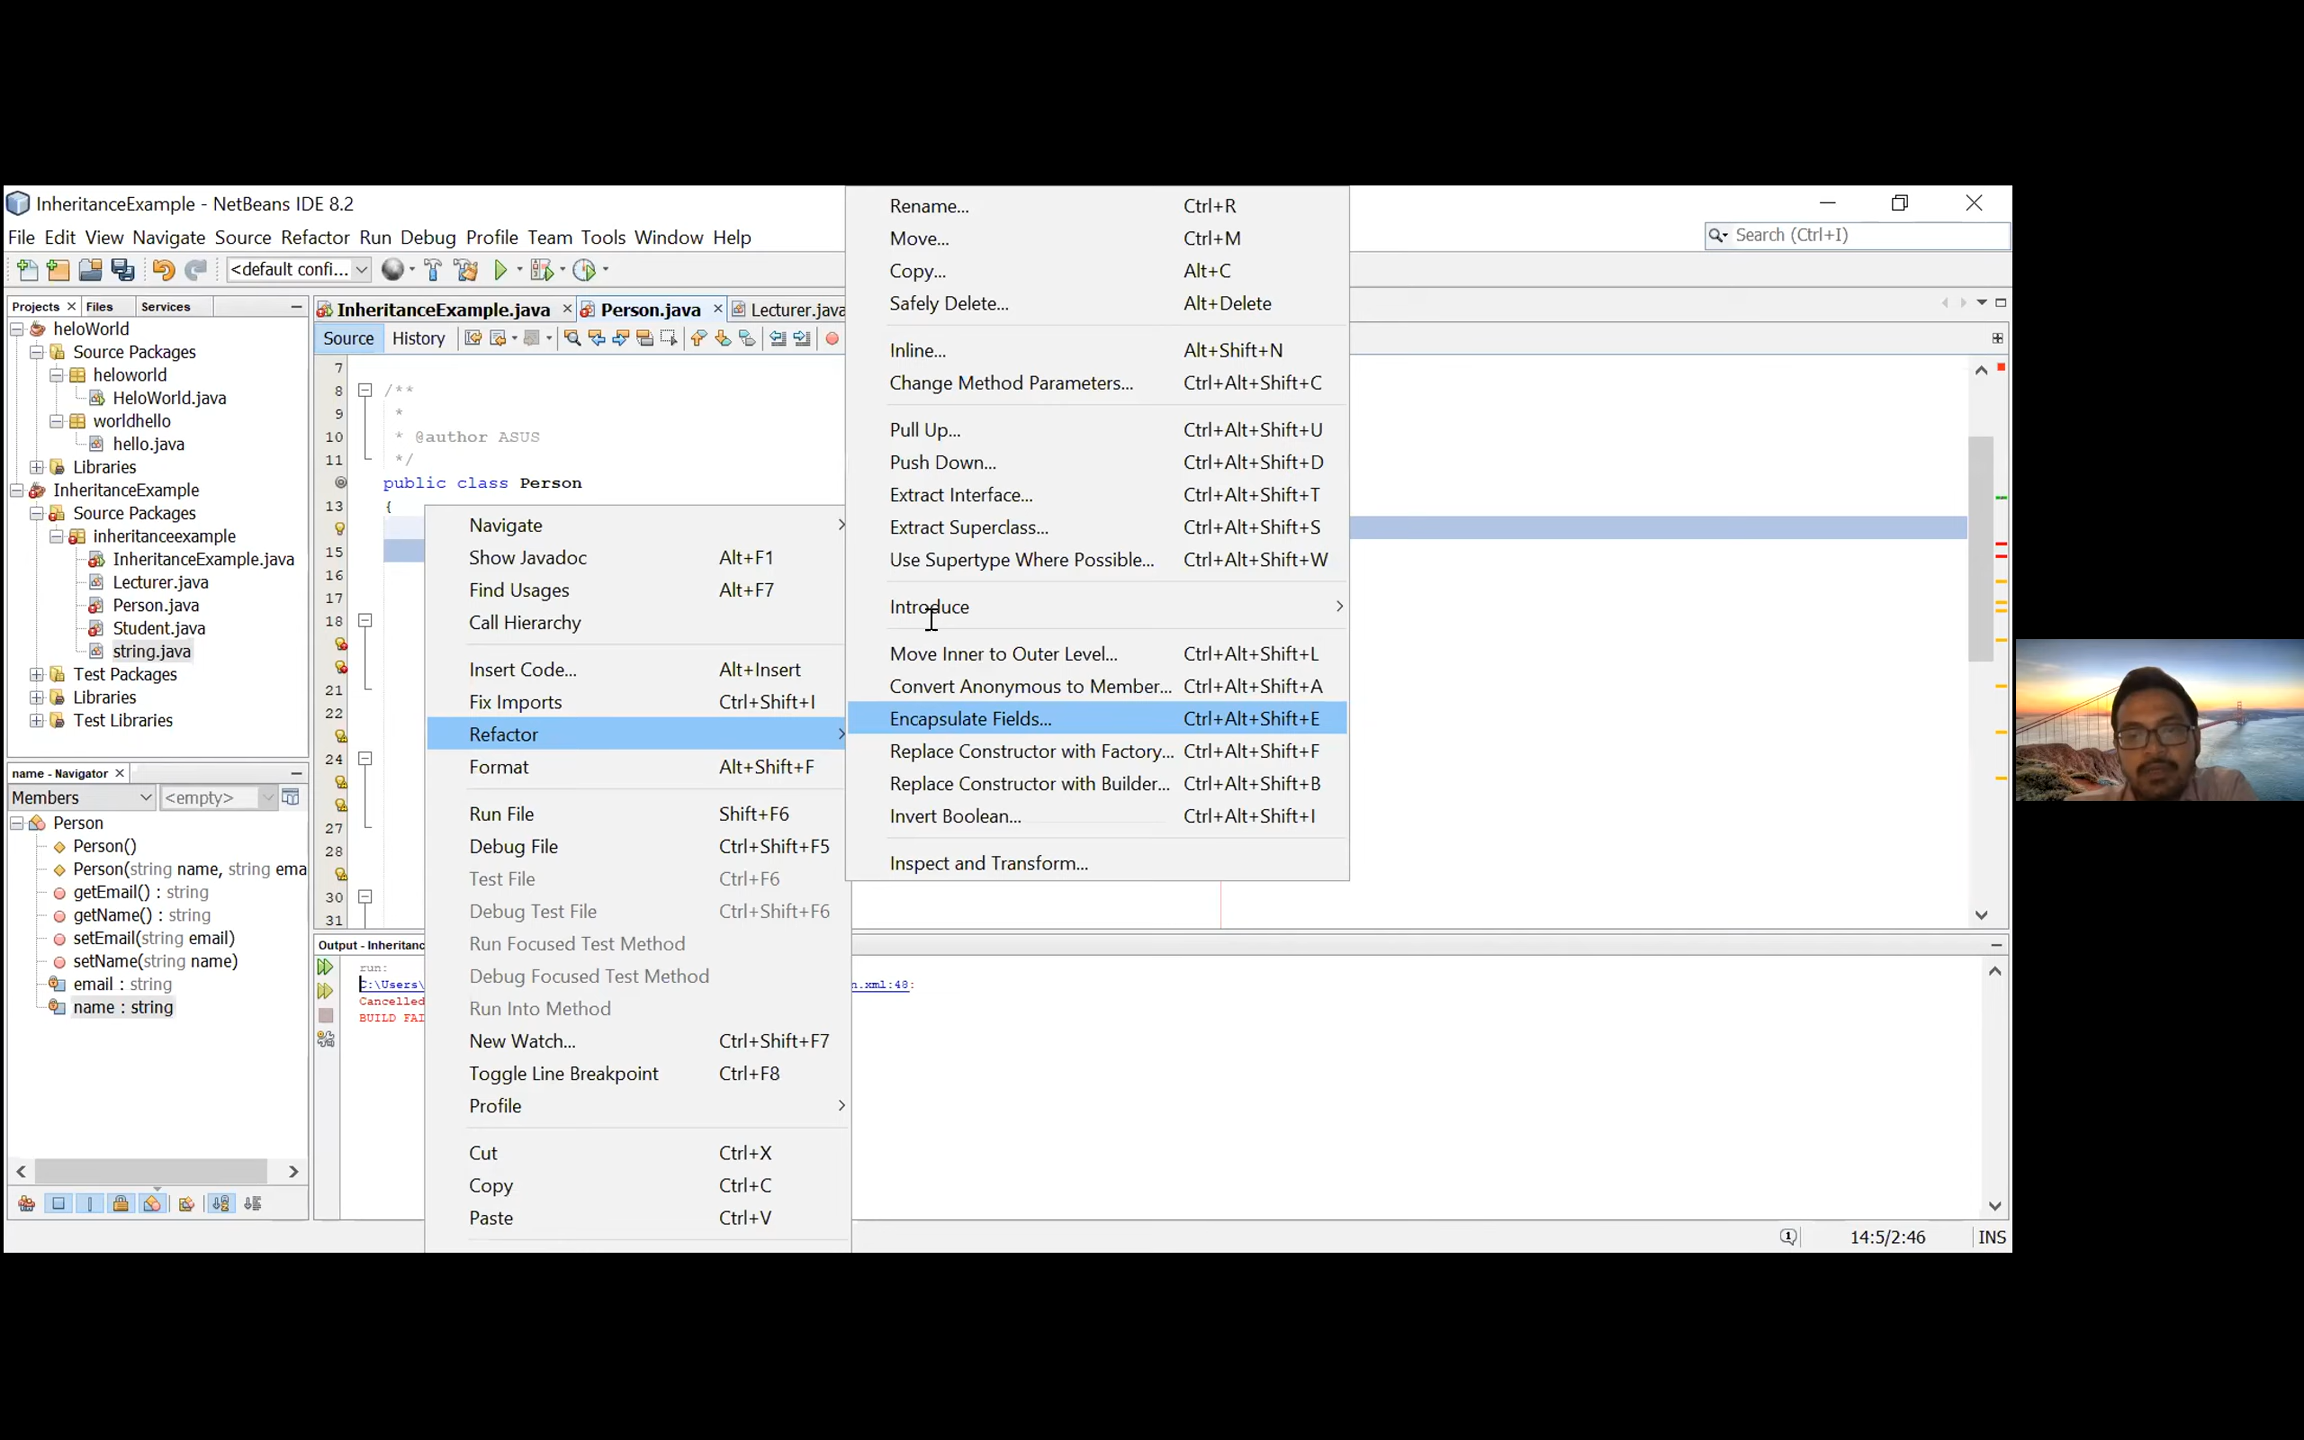 InheritanceExample - NetBeans IDE 8.2
File Edit View Navigate Source Refactor Run Debug Profile Team Tools Window Help
Search (Ctrl+I)
<default confi...
Projects Files Services
heloWorld
Source Packages
heloworld
HeloWorld.java
worldhello
hello.java
Libraries
InheritanceExample
Source Packages
inheritanceexample
InheritanceExample.java
Lecturer.java
Person.java
Student.java
string.java
Test Packages
Libraries
Test Libraries
name - Navigator
Members <empty>
Person
Person()
Person(string name, string ema
getEmail() : string
getName() : string
setEmail(string email)
setName(string name)
email : string
name : string
InheritanceExample.java Person.java Lecturer.java
Source History
7
8 /**
9 *
10 * @author ASUS
11 */
public class Person
13 {
15
16
17
18
21
22
24
27
28
30
31
Navigate
Show Javadoc Alt+F1
Find Usages Alt+F7
Call Hierarchy
Insert Code... Alt+Insert
Fix Imports Ctrl+Shift+I
Refactor
Format Alt+Shift+F
Run File Shift+F6
Debug File Ctrl+Shift+F5
Test File Ctrl+F6
Debug Test File Ctrl+Shift+F6
Run Focused Test Method
Debug Focused Test Method
Run Into Method
New Watch... Ctrl+Shift+F7
Toggle Line Breakpoint Ctrl+F8
Profile
Cut Ctrl+X
Copy Ctrl+C
Paste Ctrl+V
Rename... Ctrl+R
Move... Ctrl+M
Copy... Alt+C
Safely Delete... Alt+Delete
Inline... Alt+Shift+N
Change Method Parameters... Ctrl+Alt+Shift+C
Pull Up... Ctrl+Alt+Shift+U
Push Down... Ctrl+Alt+Shift+D
Extract Interface... Ctrl+Alt+Shift+T
Extract Superclass... Ctrl+Alt+Shift+S
Use Supertype Where Possible... Ctrl+Alt+Shift+W
Introduce
Move Inner to Outer Level... Ctrl+Alt+Shift+L
Convert Anonymous to Member... Ctrl+Alt+Shift+A
Encapsulate Fields... Ctrl+Alt+Shift+E
Replace Constructor with Factory... Ctrl+Alt+Shift+F
Replace Constructor with Builder... Ctrl+Alt+Shift+B
Invert Boolean... Ctrl+Alt+Shift+I
Inspect and Transform...
Output - Inheritanc
run:
C:\Users\ n.xml:48:
Cancelled
BUILD FAI
14:5/2:46 INS